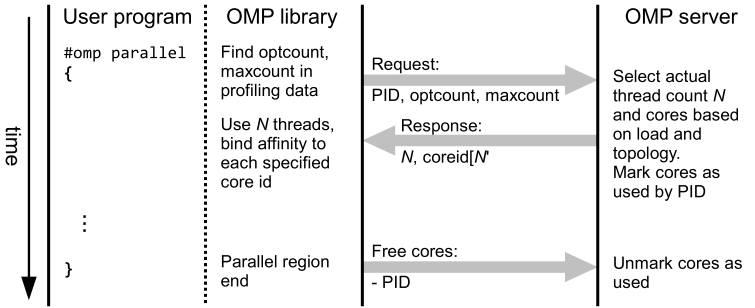 User program
OMP library
OMP server
time
#omp parallel
{
⋮
}
Find optcount,
maxcount in
profiling data
Use N threads,
bind affinity to
each specified
core id
Parallel region
end
Request:
PID, optcount, maxcount
Response:
N, coreid[N'
Free cores:
- PID
Select actual
thread count N
and cores based
on load and
topology.
Mark cores as
used by PID
Unmark cores as
used